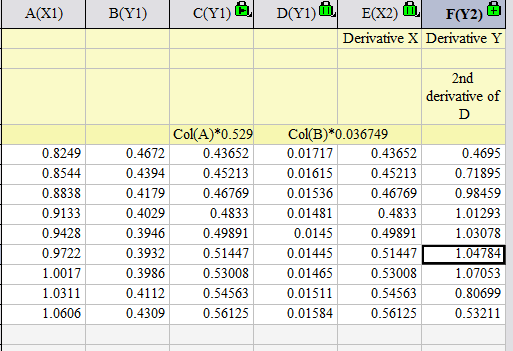 A(X1) B(Y1) C(Y1) D(Y1) E(X2) F(Y2)
Derivative X Derivative Y
2nd
derivative of
D
Col(A)*0.529 Col(B)*0.036749
0.8249 0.4672 0.43652 0.01717 0.43652 0.4695
0.8544 0.4394 0.45213 0.01615 0.45213 0.71895
0.8838 0.4179 0.46769 0.01536 0.46769 0.98459
0.9133 0.4029 0.4833 0.01481 0.4833 1.01293
0.9428 0.3946 0.49891 0.0145 0.49891 1.03078
0.9722 0.3932 0.51447 0.01445 0.51447 1.04784
1.0017 0.3986 0.53008 0.01465 0.53008 1.07053
1.0311 0.4112 0.54563 0.01511 0.54563 0.80699
1.0606 0.4309 0.56125 0.01584 0.56125 0.53211